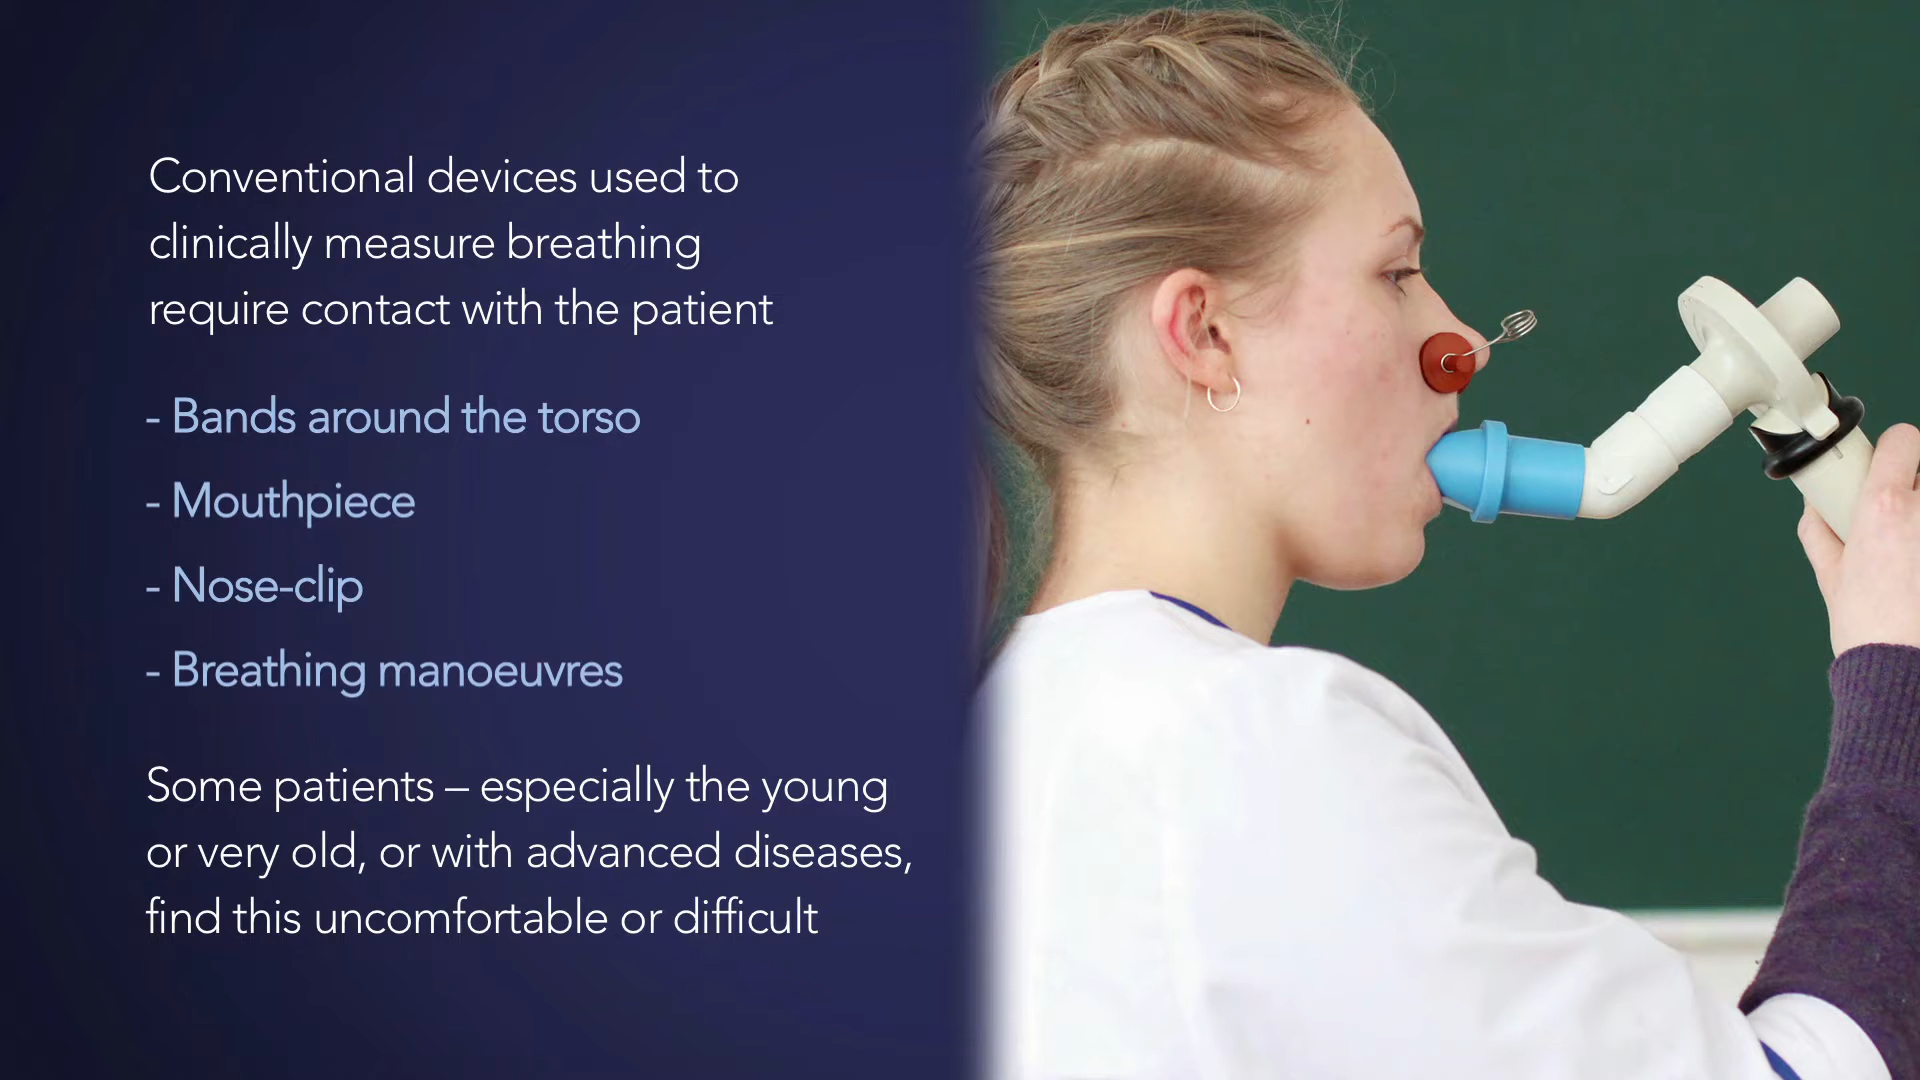 Conventional devices used to
clinically measure breathing
require contact with the patient
- Bands around the torso
- Mouthpiece
- Nose-clip
- Breathing manoeuvres
Some patients – especially the young
or very old, or with advanced diseases,
find this uncomfortable or difficult